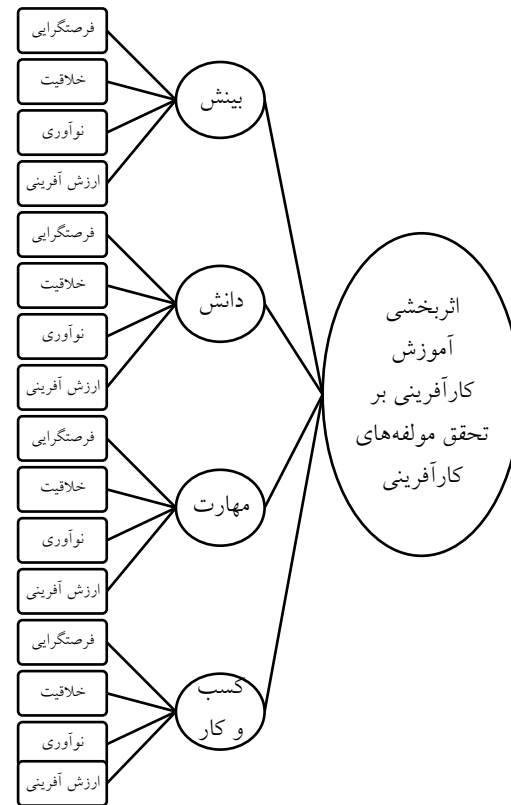 اثربخشی
آموزش
کارآفرینی بر
تحقق مولفه‌های
کارآفرینی
بینش
فرصتگرایی
خلاقیت
نوآوری
ارزش آفرینی
دانش
فرصتگرایی
خلاقیت
نوآوری
ارزش آفرینی
مهارت
فرصتگرایی
خلاقیت
نوآوری
ارزش آفرینی
کسب
و کار
فرصتگرایی
خلاقیت
نوآوری
ارزش آفرینی